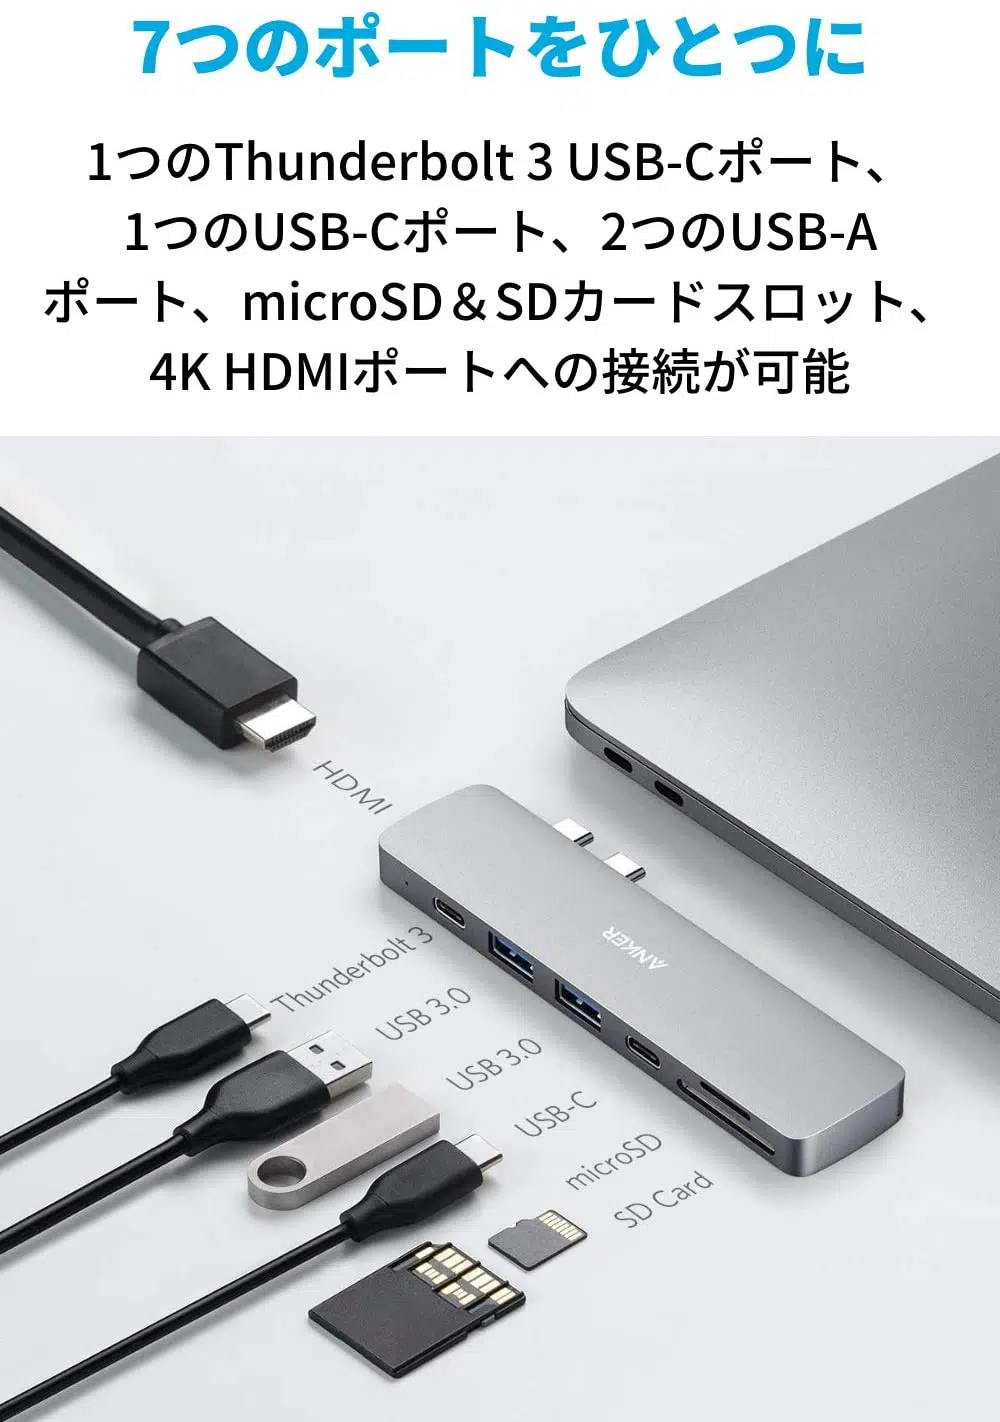 7つのポートをひとつに
1つのThunderbolt 3 USB-Cポート、
1つのUSB-Cポート、2つのUSB-A
ポート、microSD＆SDカードスロット、
4K HDMIポートへの接続が可能
HDMI
ANKER
Thunderbolt 3
USB 3.0
USB 3.0
USB-C
microSD
SD Card